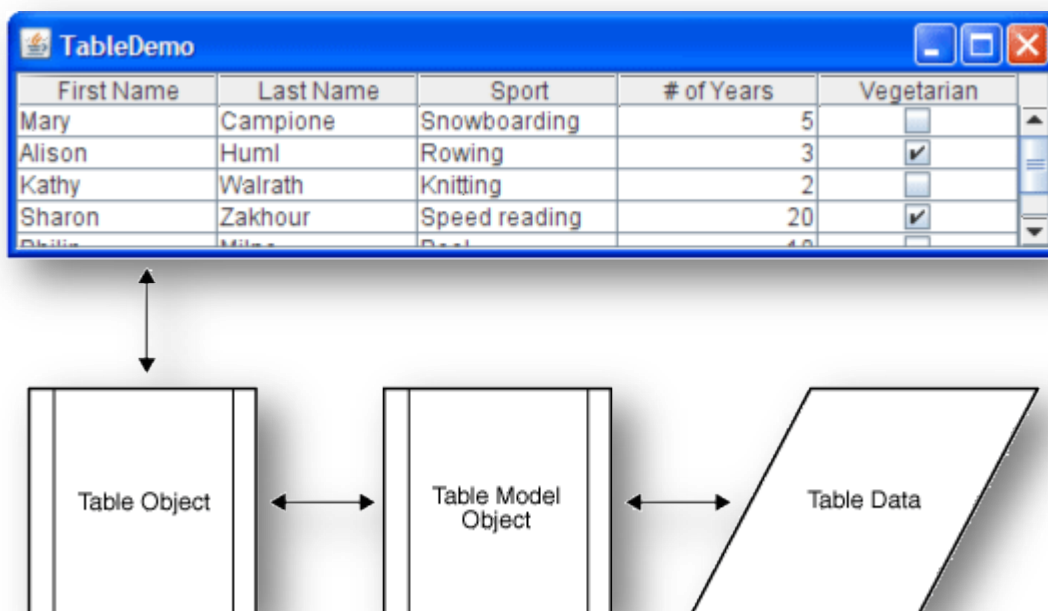 TableDemo
First Name Last Name Sport # of Years Vegetarian
Mary Campione Snowboarding 5
Alison Huml Rowing 3
Kathy Walrath Knitting 2
Sharon Zakhour Speed reading 20
Table Object
Table Model
Object
Table Data